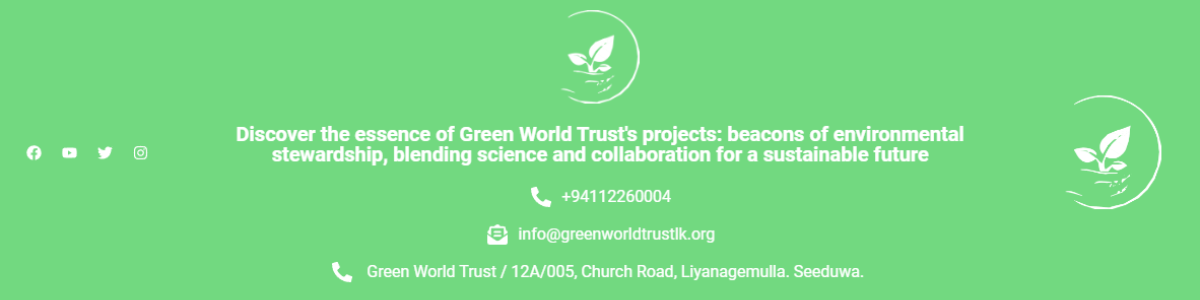 Discover the essence of Green World Trust's projects: beacons of environmental
stewardship, blending science and collaboration for a sustainable future
+94112260004
info@greenworldtrustlk.org
Green World Trust / 12A/005, Church Road, Liyanagemulla. Seeduwa.